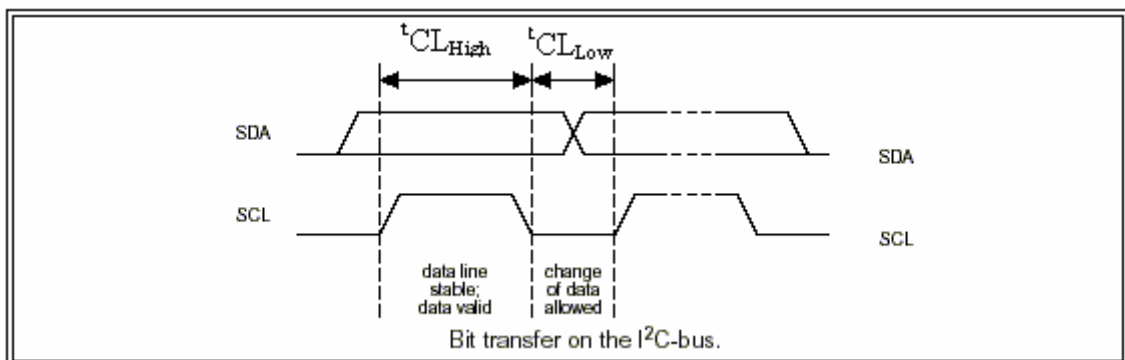 tCLHigh tCLLow
SDA
SDA
SCL
SCL
data line
stable;
data valid
change
of data
allowed
Bit transfer on the I²C-bus.